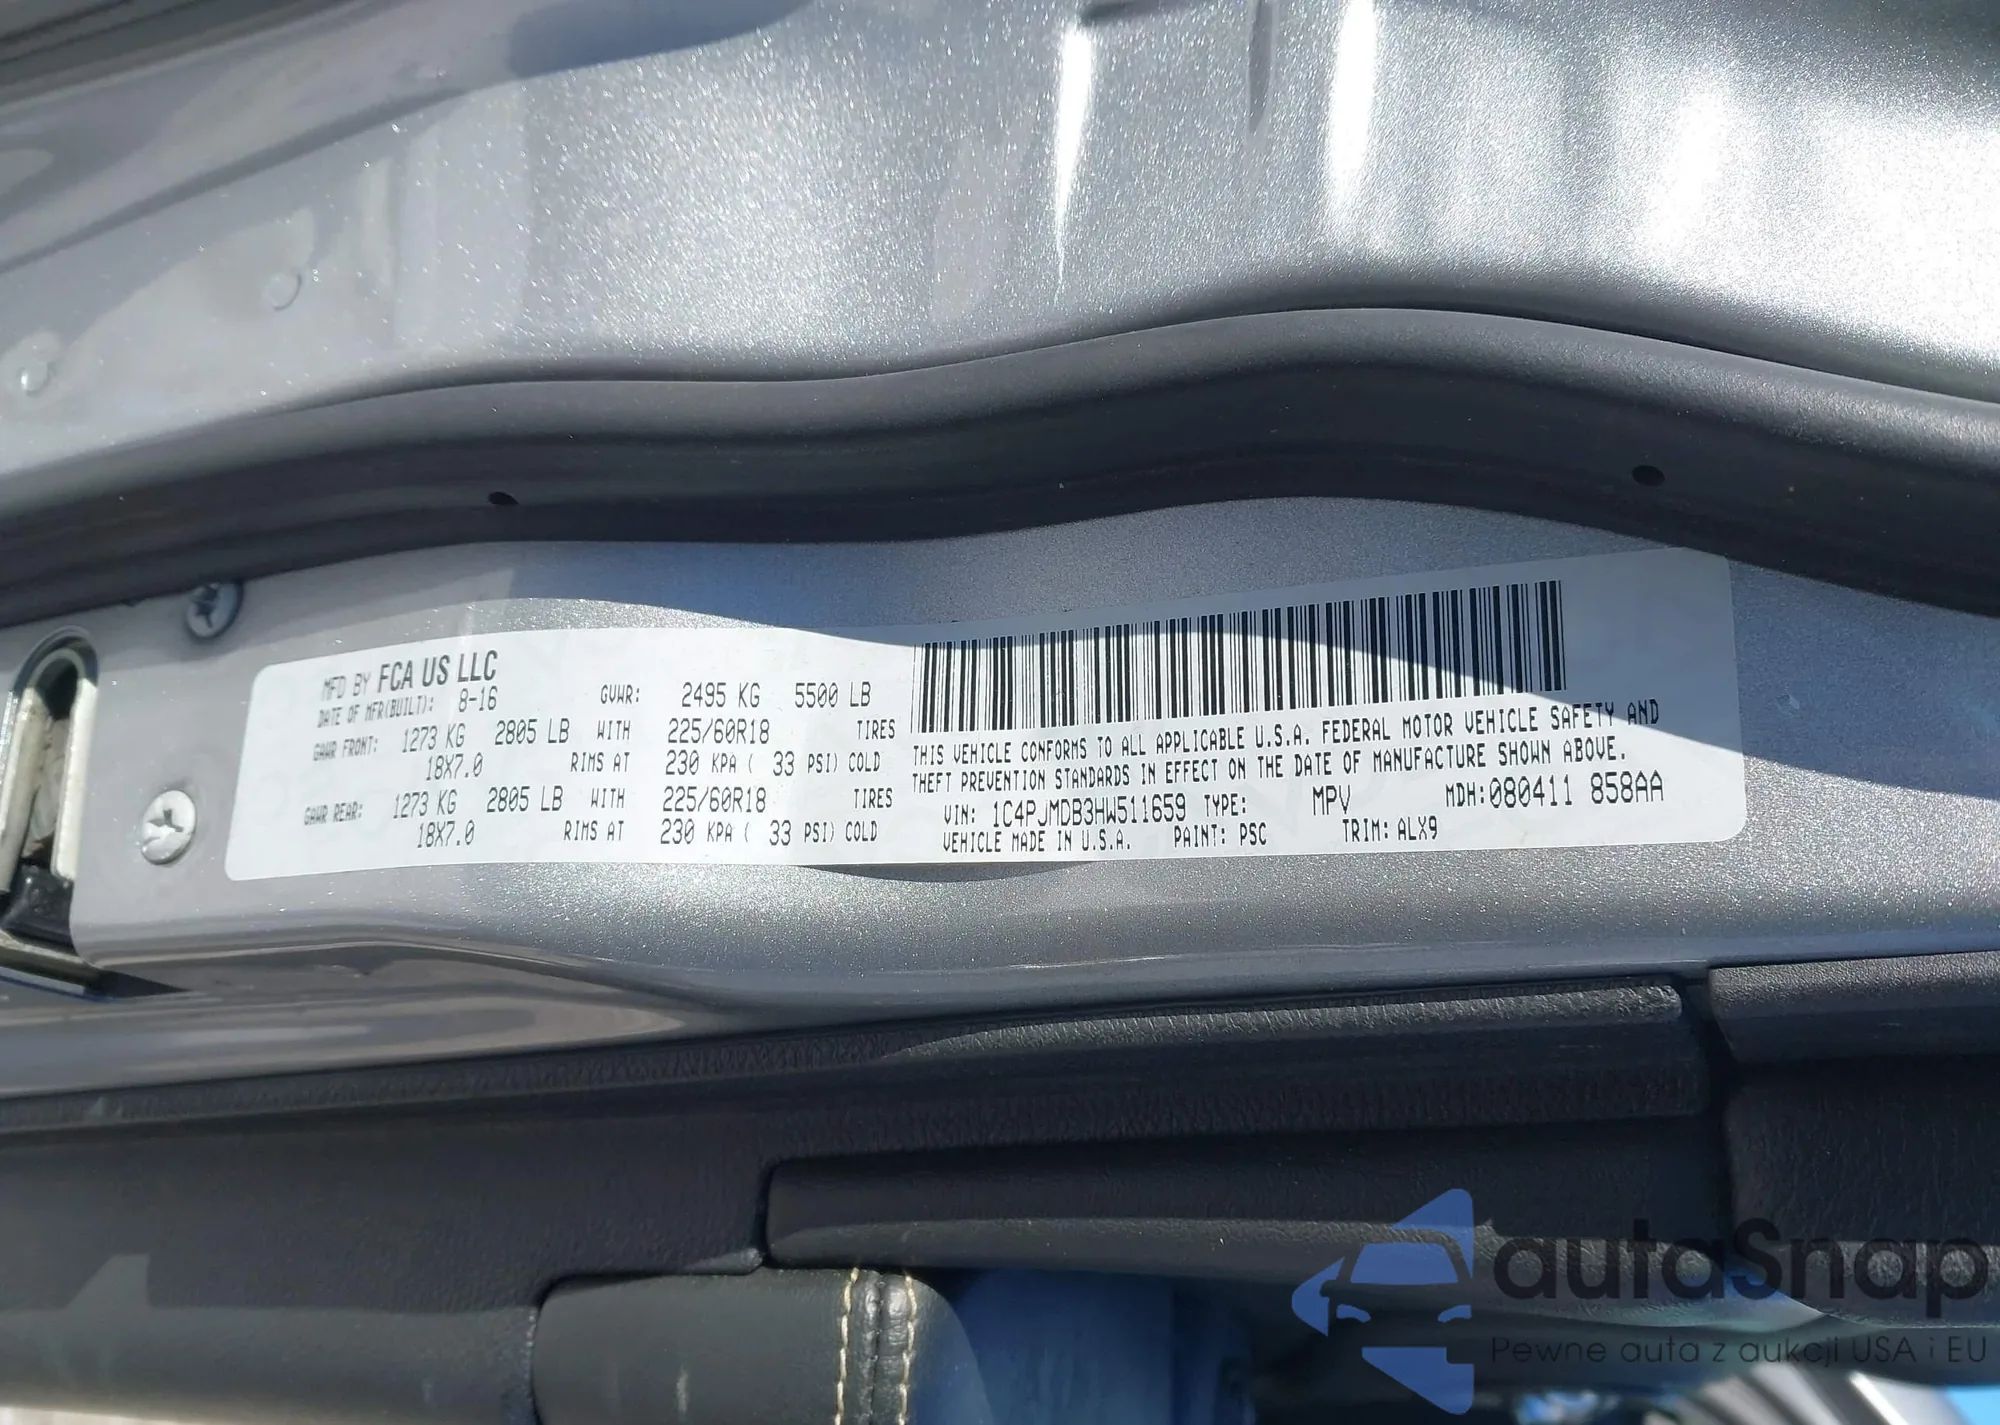 MFD BY FCA US LLC
DATE OF MFR(BUILT): 8-16 GVWR: 2495 KG 5500 LB
GAWR FRONT: 1273 KG 2805 LB WITH 225/60R18 TIRES
18X7.0 RIMS AT 230 KPA ( 33 PSI) COLD
GAWR REAR: 1273 KG 2805 LB WITH 225/60R18 TIRES
18X7.0 RIMS AT 230 KPA ( 33 PSI) COLD
THIS VEHICLE CONFORMS TO ALL APPLICABLE U.S.A. FEDERAL MOTOR VEHICLE SAFETY AND
THEFT PREVENTION STANDARDS IN EFFECT ON THE DATE OF MANUFACTURE SHOWN ABOVE.
VIN: 1C4PJMDB3HW511659 TYPE: MPV MDH:080411 858AA
VEHICLE MADE IN U.S.A. PAINT: PSC TRIM: ALX9
autaSnap
Pewne auta z aukcji USA i EU